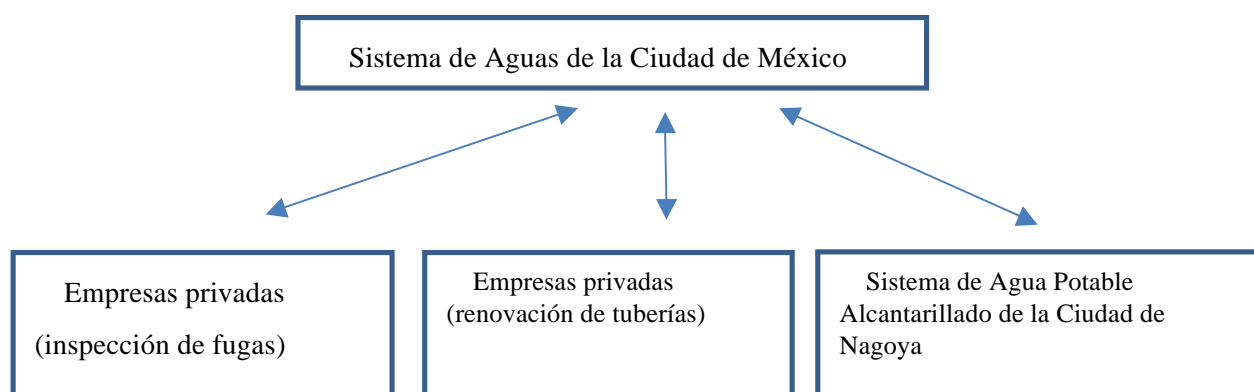 Sistema de Aguas de la Ciudad de México
Empresas privadas
(inspección de fugas)
Empresas privadas
(renovación de tuberías)
Sistema de Agua Potable
Alcantarillado de la Ciudad de
Nagoya